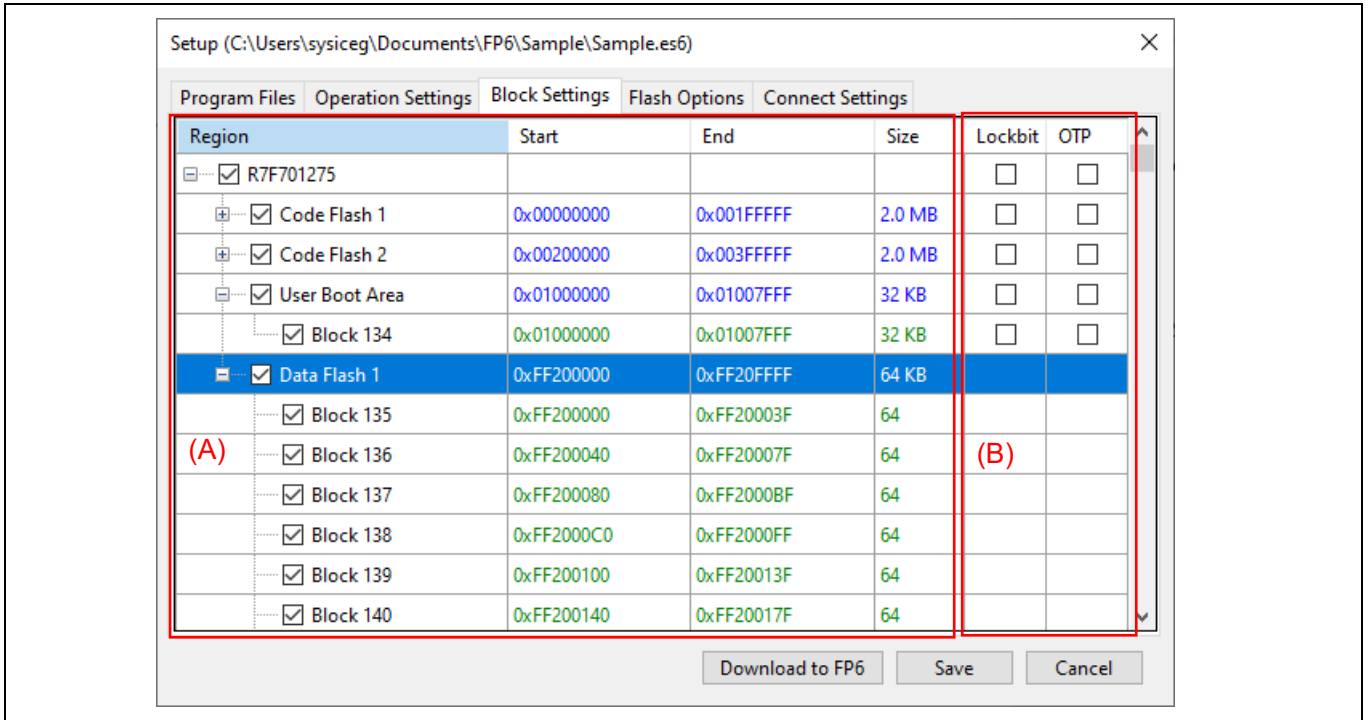 Setup (C:\Users\sysiceg\Documents\FP6\Sample\Sample.es6)
Program Files Operation Settings Block Settings Flash Options Connect Settings
Region Start End Size Lockbit OTP
R7F701275
Code Flash 1 0x00000000 0x001FFFFF 2.0 MB
Code Flash 2 0x00200000 0x003FFFFF 2.0 MB
User Boot Area 0x01000000 0x01007FFF 32 KB
Block 134 0x01000000 0x01007FFF 32 KB
Data Flash 1 0xFF200000 0xFF20FFFF 64 KB
Block 135 0xFF200000 0xFF20003F 64
(A) Block 136 0xFF200040 0xFF20007F 64 (B)
Block 137 0xFF200080 0xFF2000BF 64
Block 138 0xFF2000C0 0xFF2000FF 64
Block 139 0xFF200100 0xFF20013F 64
Block 140 0xFF200140 0xFF20017F 64
Download to FP6 Save Cancel